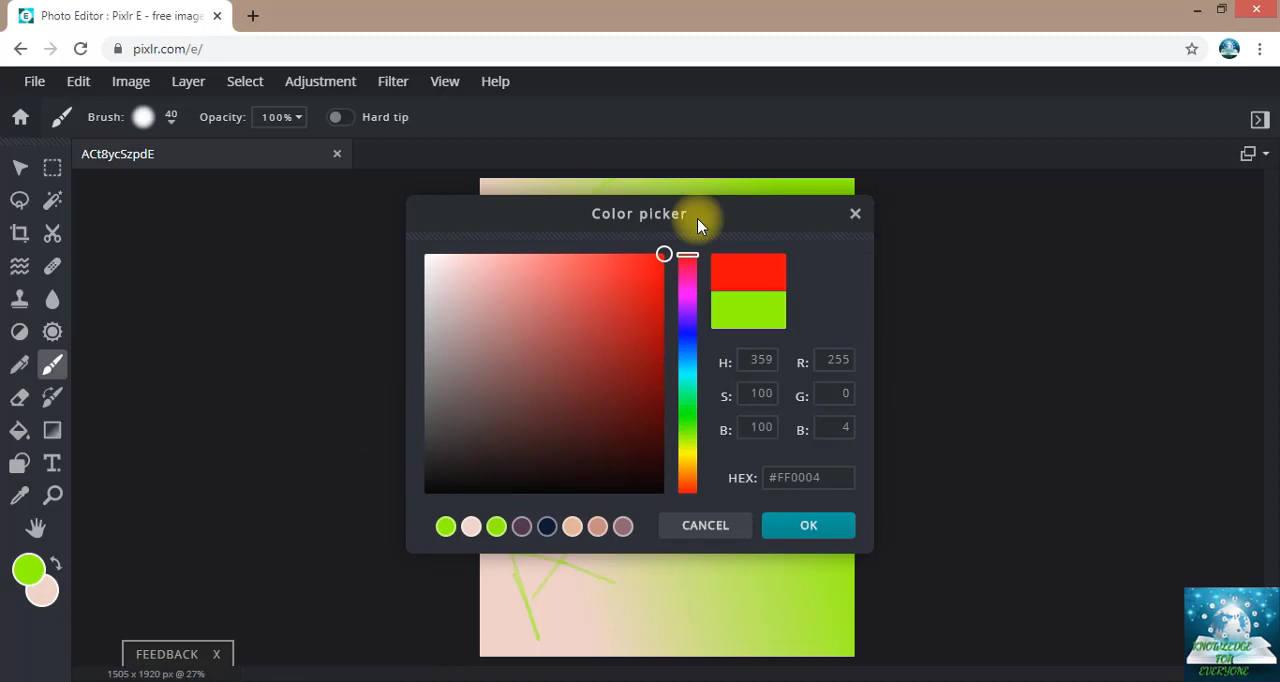 Photo Editor : Pixlr E - free image
pixlr.com/e/
File Edit Image Layer Select Adjustment Filter View Help
Brush: 40 Opacity: 100% Hard tip
ACt8ycSzpdE
Color picker
H: 359 R: 255
S: 100 G: 0
B: 100 B: 4
HEX: #FF0004
CANCEL OK
FEEDBACK X
1505 x 1920 px @ 27%
KNOWLEDGE
FOR
EVERYONE